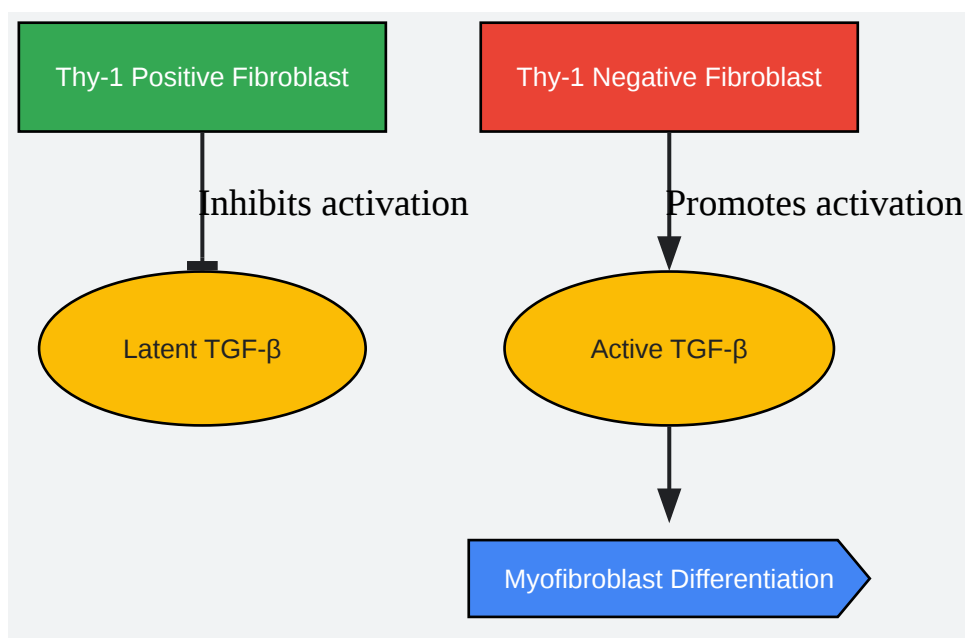 Thy-1 Positive Fibroblast
Thy-1 Negative Fibroblast
Inhibits activation
Promotes activation
Latent TGF-β
Active TGF-β
Myofibroblast Differentiation